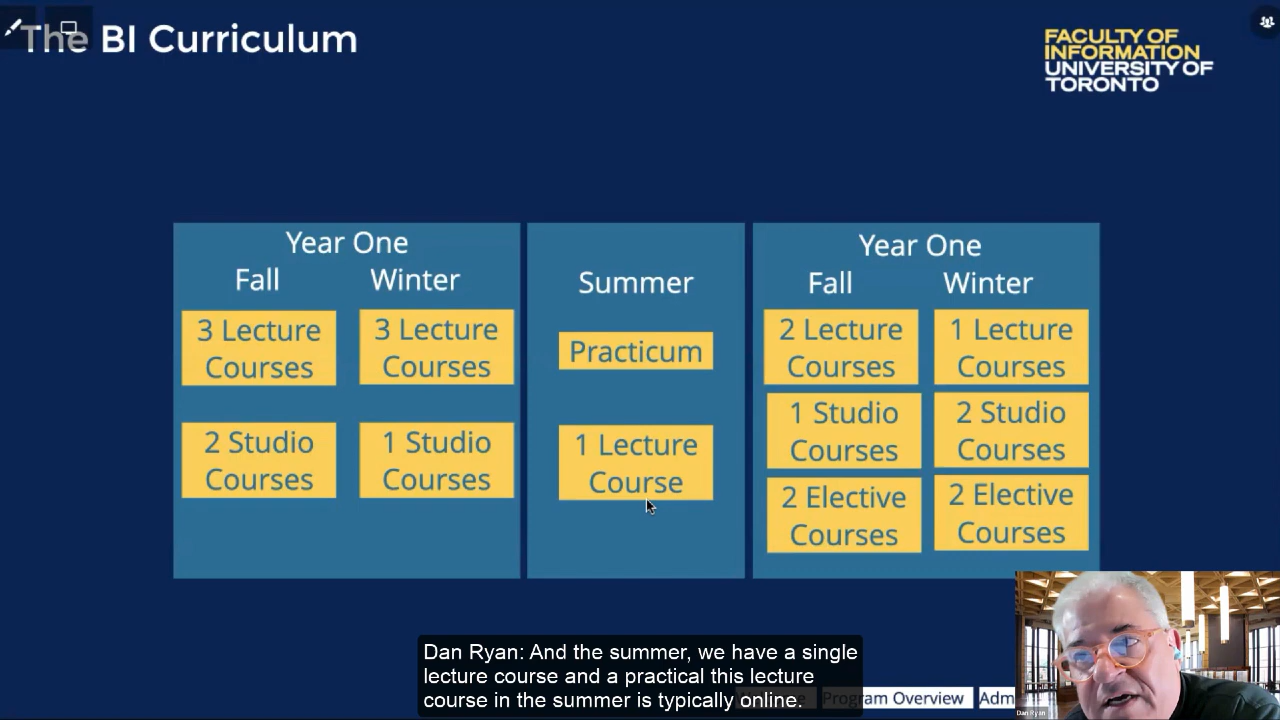 The BI Curriculum
FACULTY OF
INFORMATION
UNIVERSITY OF
TORONTO
Year One
Fall Winter
3 Lecture
Courses
3 Lecture
Courses
2 Studio
Courses
1 Studio
Courses
Summer
Practicum
1 Lecture
Course
Year One
Fall Winter
2 Lecture
Courses
1 Lecture
Courses
1 Studio
Courses
2 Studio
Courses
2 Elective
Courses
2 Elective
Courses
Dan Ryan: And the summer, we have a single
lecture course and a practical this lecture
course in the summer is typically online.
Program Overview
Adm
Dan Ryan